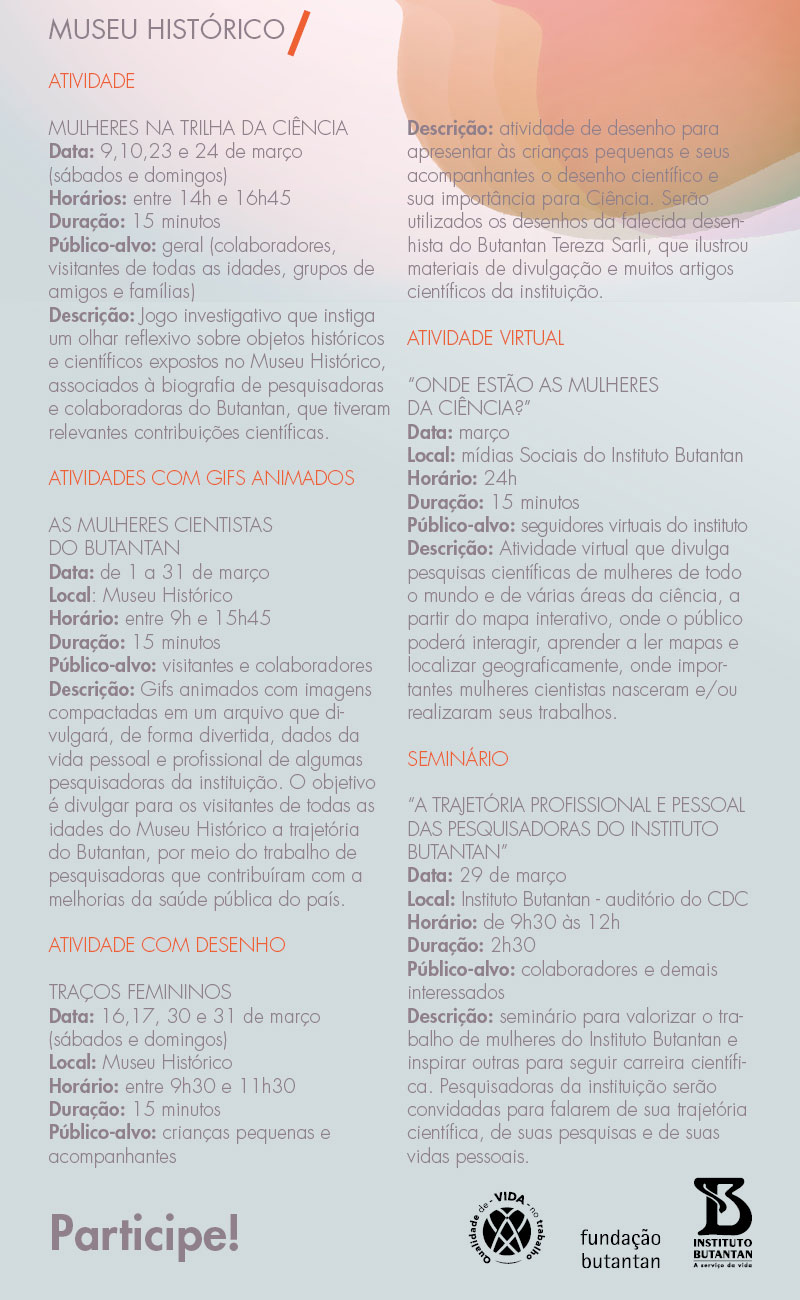 MUSEU HISTÓRICO
ATIVIDADE
MULHERES NA TRILHA DA CIÊNCIA
Data: 9,10,23 e 24 de março
(sábados e domingos)
Horários: entre 14h e 16h45
Duração: 15 minutos
Público-alvo: geral (colaboradores,
visitantes de todas as idades, grupos de
amigos e famílias)
Descrição: Jogo investigativo que instiga
um olhar reflexivo sobre objetos históricos
e científicos expostos no Museu Histórico,
associados à biografia de pesquisadoras
e colaboradoras do Butantan, que tiveram
relevantes contribuições científicas.
ATIVIDADES COM GIFS ANIMADOS
AS MULHERES CIENTISTAS
DO BUTANTAN
Data: de 1 a 31 de março
Local: Museu Histórico
Horário: entre 9h e 15h45
Duração: 15 minutos
Público-alvo: visitantes e colaboradores
Descrição: Gifs animados com imagens
compactadas em um arquivo que di-
vulgará, de forma divertida, dados da
vida pessoal e profissional de algumas
pesquisadoras da instituição. O objetivo
é divulgar para os visitantes de todas as
idades do Museu Histórico a trajetória
do Butantan, por meio do trabalho de
pesquisadoras que contribuíram com a
melhorias da saúde pública do país.
ATIVIDADE COM DESENHO
TRAÇOS FEMININOS
Data: 16,17, 30 e 31 de março
(sábados e domingos)
Local: Museu Histórico
Horário: entre 9h30 e 11h30
Duração: 15 minutos
Público-alvo: crianças pequenas e
acompanhantes
Descrição: atividade de desenho para
apresentar às crianças pequenas e seus
acompanhantes o desenho científico e
sua importância para Ciência. Serão
utilizados os desenhos da falecida desen-
hista do Butantan Tereza Sarli, que ilustrou
materiais de divulgação e muitos artigos
científicos da instituição.
ATIVIDADE VIRTUAL
"ONDE ESTÃO AS MULHERES
DA CIÊNCIA?"
Data: março
Local: mídias Sociais do Instituto Butantan
Horário: 24h
Duração: 15 minutos
Público-alvo: seguidores virtuais do instituto
Descrição: Atividade virtual que divulga
pesquisas científicas de mulheres de todo
o mundo e de várias áreas da ciência, a
partir do mapa interativo, onde o público
poderá interagir, aprender a ler mapas e
localizar geograficamente, onde impor-
tantes mulheres cientistas nasceram e/ou
realizaram seus trabalhos.
SEMINÁRIO
"A TRAJETÓRIA PROFISSIONAL E PESSOAL
DAS PESQUISADORAS DO INSTITUTO
BUTANTAN"
Data: 29 de março
Local: Instituto Butantan - auditório do CDC
Horário: de 9h30 às 12h
Duração: 2h30
Público-alvo: colaboradores e demais
interessados
Descrição: seminário para valorizar o tra-
balho de mulheres do Instituto Butantan e
inspirar outras para seguir carreira científi-
ca. Pesquisadoras da instituição serão
convidadas para falarem de sua trajetória
científica, de suas pesquisas e de suas
vidas pessoais.
Participe!
Qualidade de VIDA no trabalho
fundação
butantan
INSTITUTO
BUTANTAN
A serviço da vida